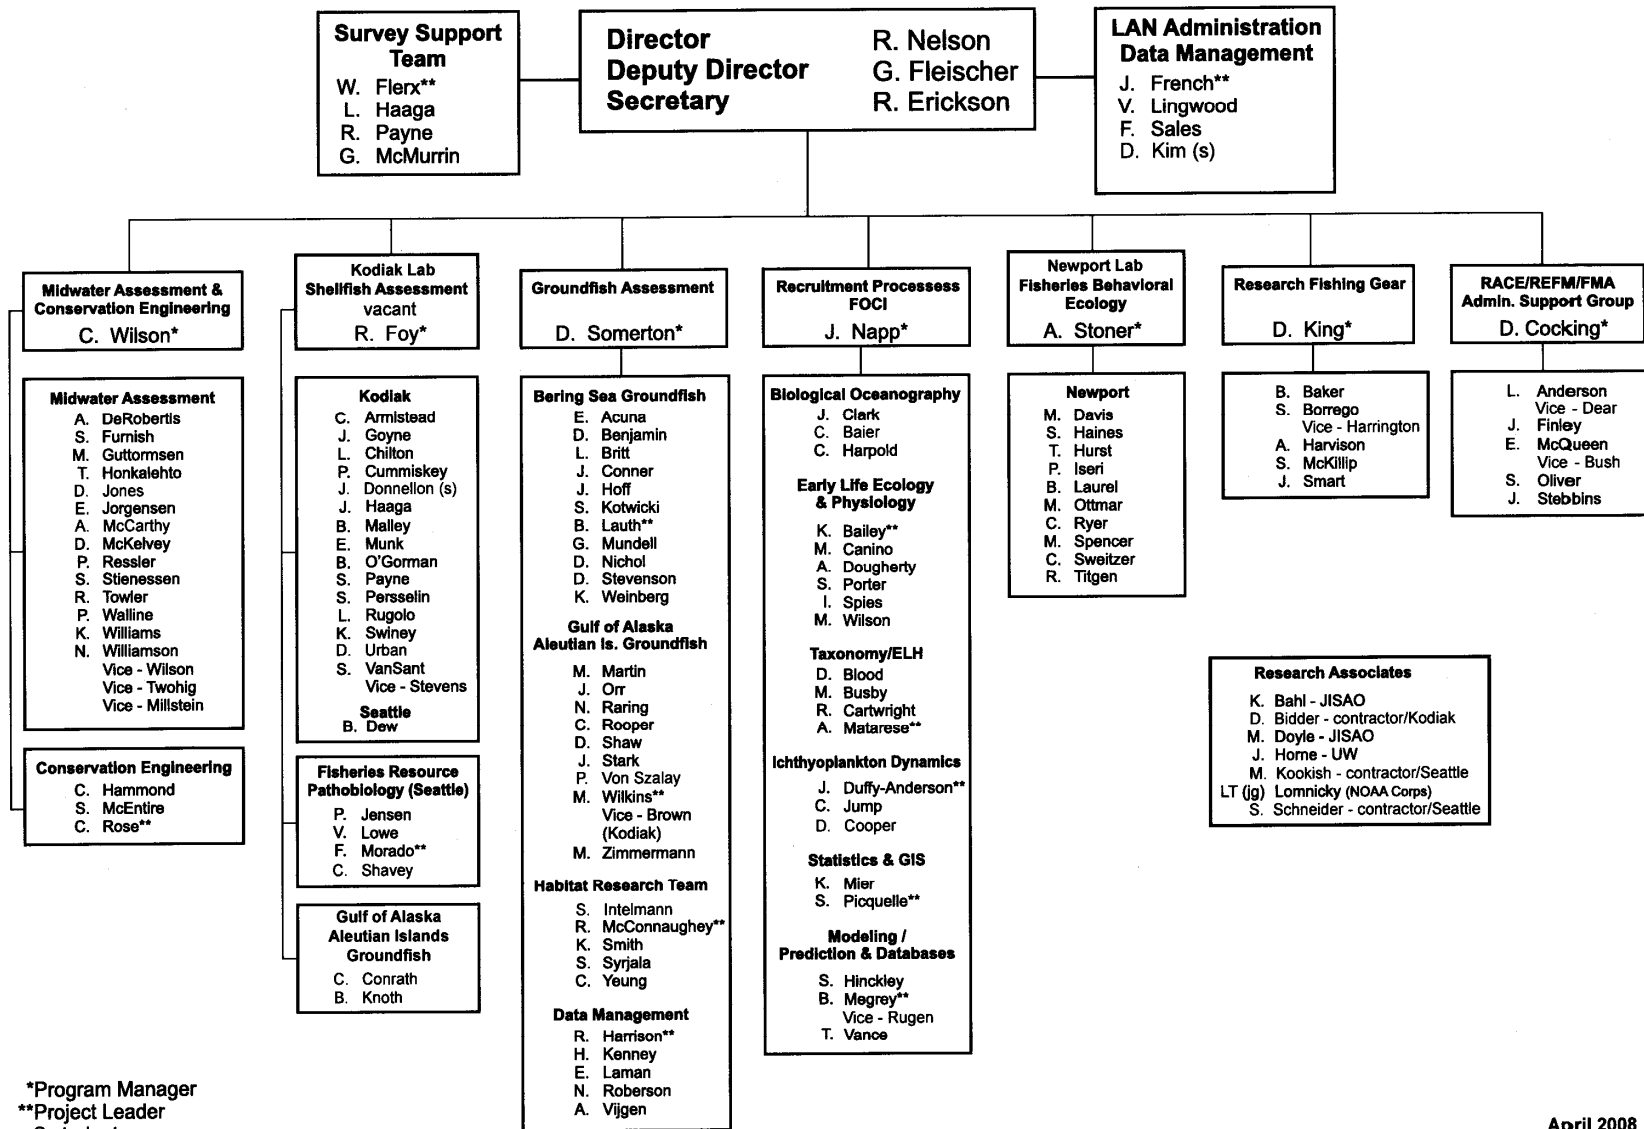 Survey Support
Team
W. Flerx**
L. Haaga
R. Payne
G. McMurrin
Director R. Nelson
Deputy Director G. Fleischer
Secretary R. Erickson
LAN Administration
Data Management
J. French**
V. Lingwood
F. Sales
D. Kim (s)
Midwater Assessment &
Conservation Engineering
C. Wilson*
Midwater Assessment
A. DeRobertis
S. Furnish
M. Guttormsen
T. Honkalehto
D. Jones
E. Jorgensen
A. McCarthy
D. McKelvey
P. Ressler
S. Stienessen
R. Towler
P. Walline
K. Williams
N. Williamson
Vice - Wilson
Vice - Twohig
Vice - Millstein
Conservation Engineering
C. Hammond
S. McEntire
C. Rose**
Kodiak Lab
Shellfish Assessment
vacant
R. Foy*
Kodiak
C. Armistead
J. Goyne
L. Chilton
P. Cummiskey
J. Donnellon (s)
J. Haaga
B. Malley
E. Munk
B. O'Gorman
S. Payne
S. Persselin
L. Rugolo
K. Swiney
D. Urban
S. VanSant
Vice - Stevens
Seattle
B. Dew
Fisheries Resource
Pathobiology (Seattle)
P. Jensen
V. Lowe
F. Morado**
C. Shavey
Gulf of Alaska
Aleutian Islands
Groundfish
C. Conrath
B. Knoth
Groundfish Assessment
D. Somerton*
Bering Sea Groundfish
E. Acuna
D. Benjamin
L. Britt
J. Conner
J. Hoff
S. Kotwicki
B. Lauth**
G. Mundell
D. Nichol
D. Stevenson
K. Weinberg
Gulf of Alaska
Aleutian Is. Groundfish
M. Martin
J. Orr
N. Raring
C. Rooper
D. Shaw
J. Stark
P. Von Szalay
M. Wilkins**
Vice - Brown
(Kodiak)
M. Zimmermann
Habitat Research Team
S. Intelmann
R. McConnaughey**
K. Smith
S. Syrjala
C. Yeung
Data Management
R. Harrison**
H. Kenney
E. Laman
N. Roberson
A. Vijgen
Recruitment Processess
FOCI
J. Napp*
Biological Oceanography
J. Clark
C. Baier
C. Harpold
Early Life Ecology
& Physiology
K. Bailey**
M. Canino
A. Dougherty
S. Porter
I. Spies
M. Wilson
Taxonomy/ELH
D. Blood
M. Busby
R. Cartwright
A. Matarese**
Ichthyoplankton Dynamics
J. Duffy-Anderson**
C. Jump
D. Cooper
Statistics & GIS
K. Mier
S. Picquelle**
Modeling /
Prediction & Databases
S. Hinckley
B. Megrey**
Vice - Rugen
T. Vance
Newport Lab
Fisheries Behavioral
Ecology
A. Stoner*
Newport
M. Davis
S. Haines
T. Hurst
P. Iseri
B. Laurel
M. Ottmar
C. Ryer
M. Spencer
C. Sweitzer
R. Titgen
Research Fishing Gear
D. King*
B. Baker
S. Borrego
Vice - Harrington
A. Harvison
S. McKillip
J. Smart
RACE/REFM/FMA
Admin. Support Group
D. Cocking*
L. Anderson
Vice - Dear
J. Finley
E. McQueen
Vice - Bush
S. Oliver
J. Stebbins
Research Associates
K. Bahl - JISAO
D. Bidder - contractor/Kodiak
M. Doyle - JISAO
J. Horne - UW
M. Kookish - contractor/Seattle
LT (jg) Lomnicky (NOAA Corps)
S. Schneider - contractor/Seattle
*Program Manager
**Project Leader
April 2008